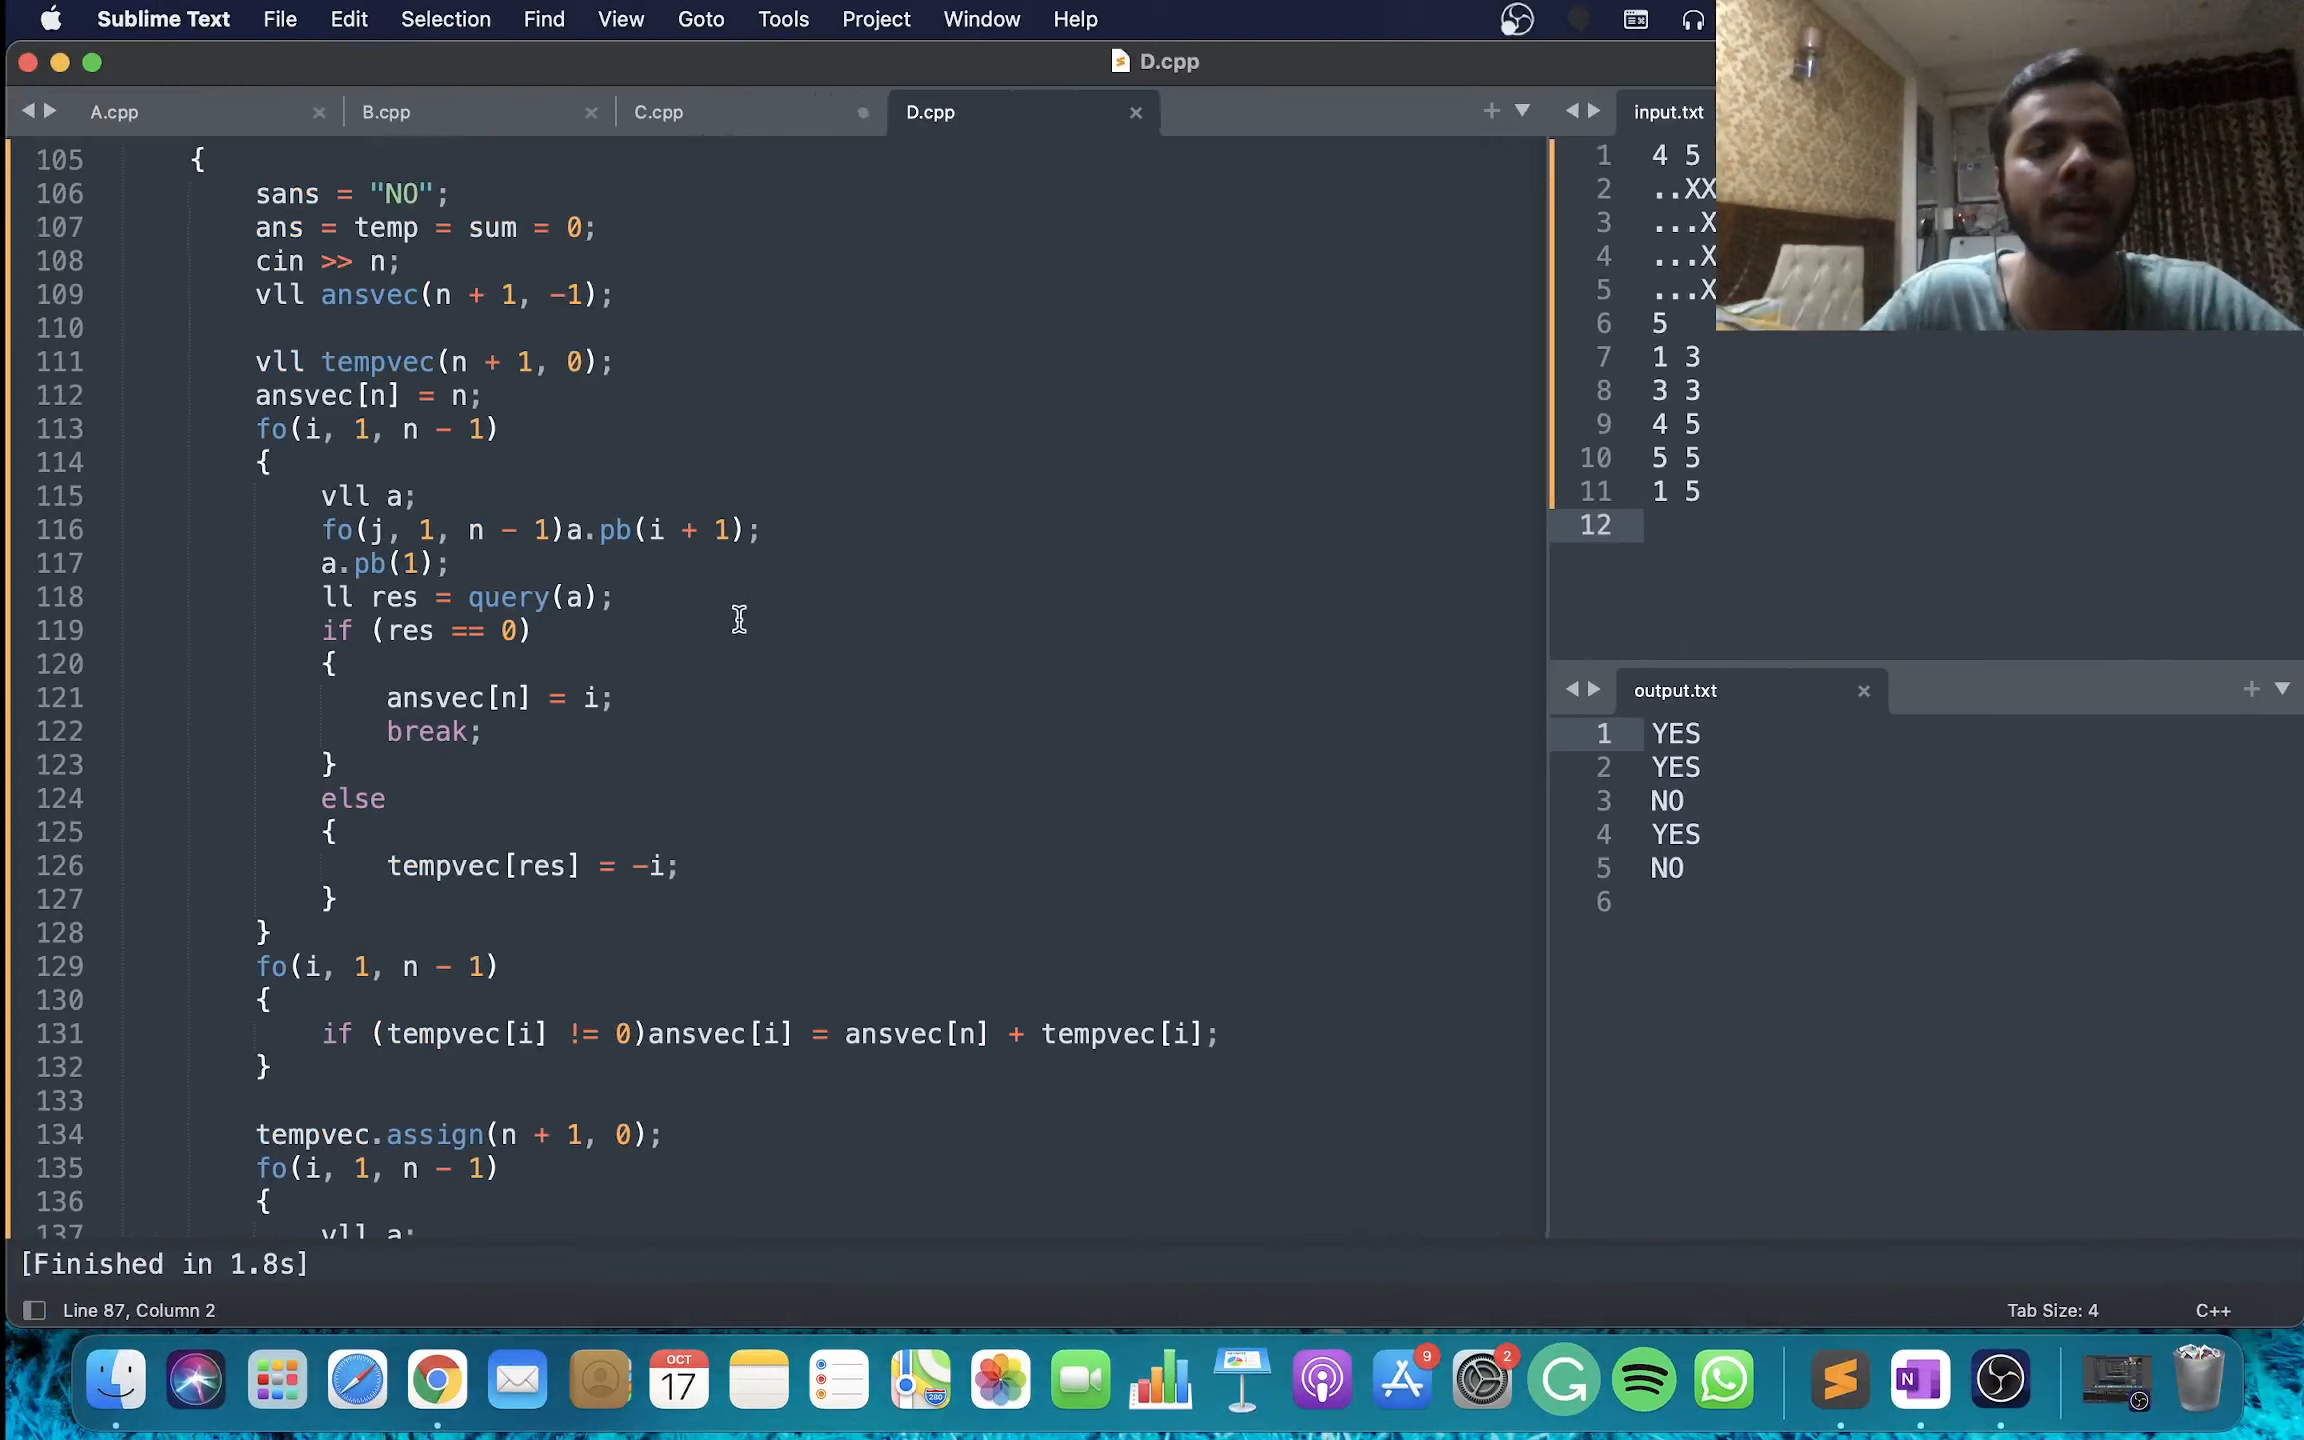 Sublime Text File Edit Selection Find View Goto Tools Project Window Help
D.cpp
A.cpp B.cpp C.cpp D.cpp
105 {
106 sans = "NO";
107 ans = temp = sum = 0;
108 cin >> n;
109 vll ansvec(n + 1, -1);
110
111 vll tempvec(n + 1, 0);
112 ansvec[n] = n;
113 fo(i, 1, n - 1)
114 {
115 vll a;
116 fo(j, 1, n - 1)a.pb(i + 1);
117 a.pb(1);
118 ll res = query(a);
119 if (res == 0)
120 {
121 ansvec[n] = i;
122 break;
123 }
124 else
125 {
126 tempvec[res] = -i;
127 }
128 }
129 fo(i, 1, n - 1)
130 {
131 if (tempvec[i] != 0)ansvec[i] = ansvec[n] + tempvec[i];
132 }
133
134 tempvec.assign(n + 1, 0);
135 fo(i, 1, n - 1)
136 {
137 vll a;
input.txt
1 4 5
2 ..XX
3 ...X
4 ...X
5 ...X
6 5
7 1 3
8 3 3
9 4 5
10 5 5
11 1 5
12
output.txt
1 YES
2 YES
3 NO
4 YES
5 NO
6
[Finished in 1.8s]
Line 87, Column 2 Tab Size: 4 C++
OCT
17
280
9
2
N